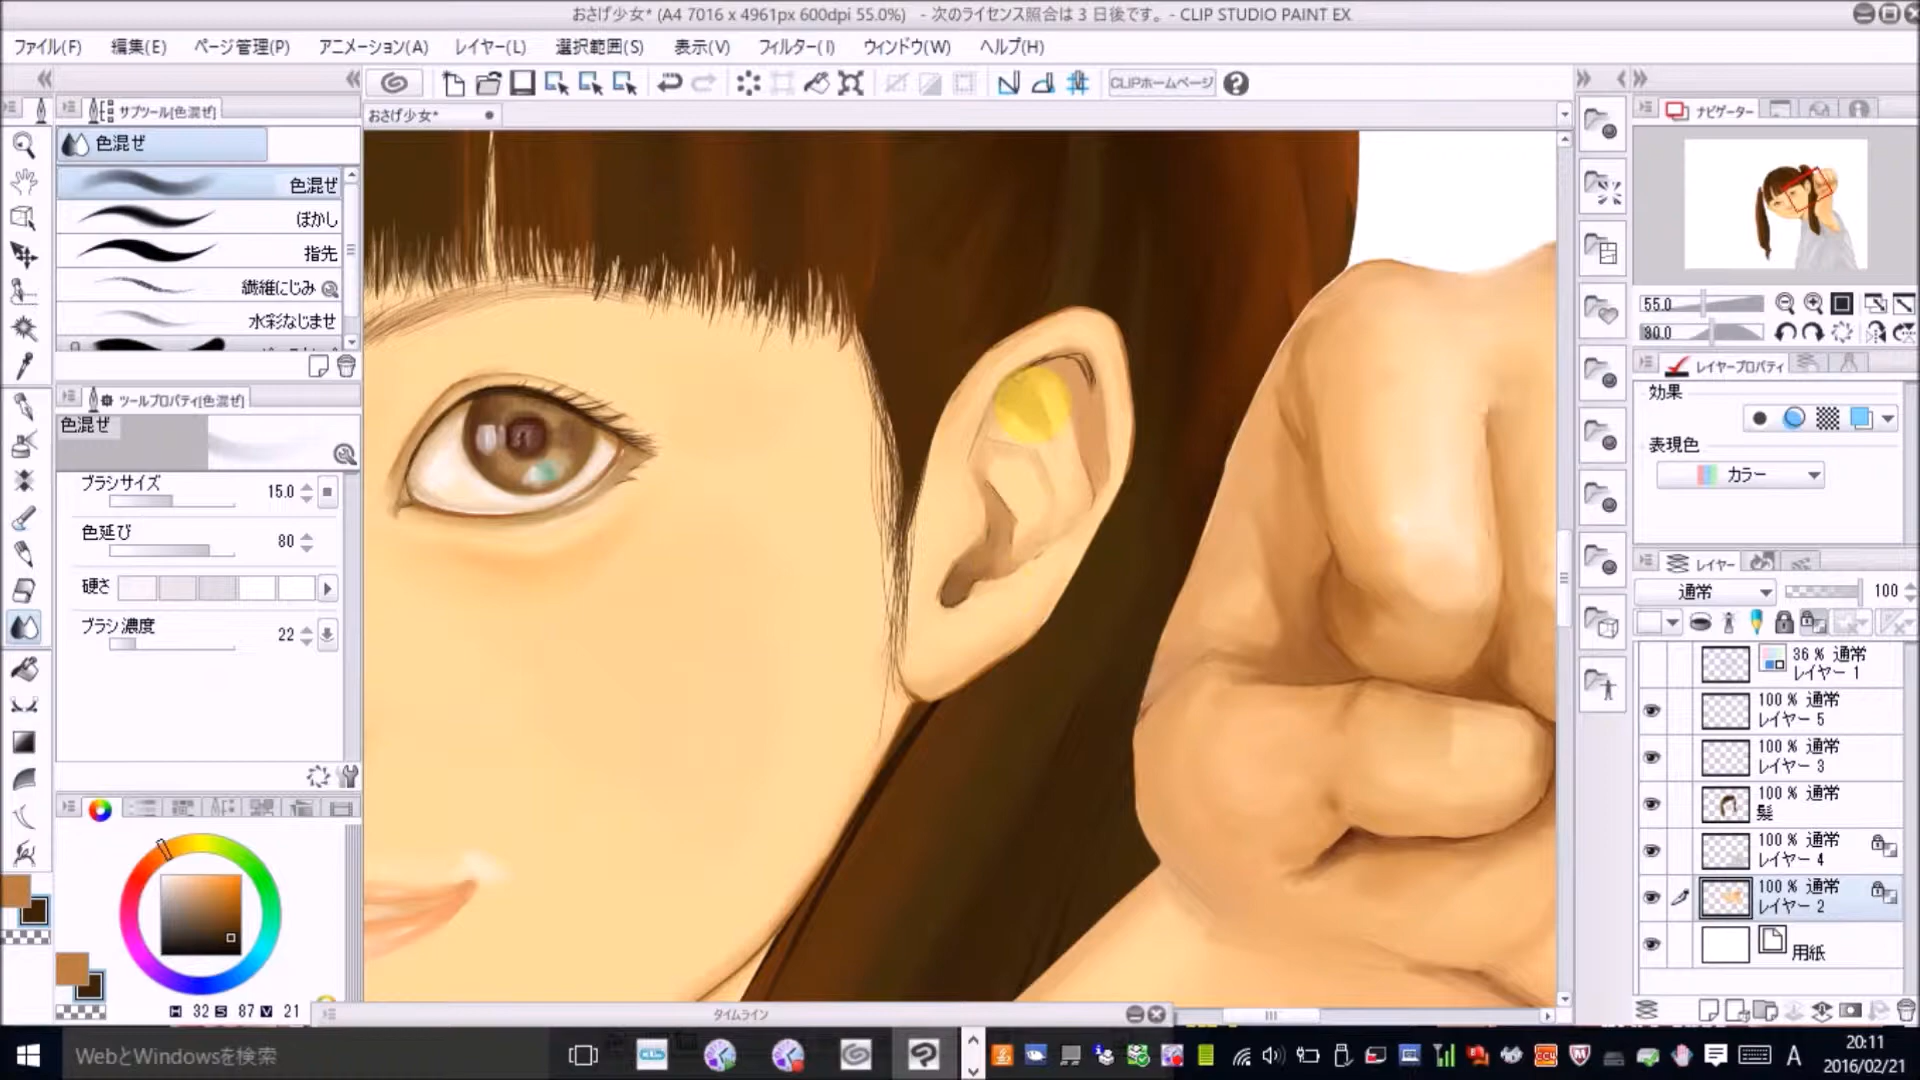 おさげ少女* (A4 7016 x 4961px 600dpi 55.0%) - 次のライセンス照合は 3 日後です。- CLIP STUDIO PAINT EX
ファイル(F) 編集(E) ページ管理(P) アニメーション(A) レイヤー(L) 選択範囲(S) 表示(V) フィルター(I) ウィンドウ(W) ヘルプ(H)
CLIPホームページ
サブツール[色混ぜ]
おさげ少女*
ナビゲーター
色混ぜ
色混ぜ
ぼかし
指先
繊維にじみ
水彩なじませ
55.0
80.0
レイヤープロパティ
効果
表現色
カラー
ツールプロパティ[色混ぜ]
色混ぜ
ブラシサイズ 15.0
色延び 80
硬さ
ブラシ濃度 22
レイヤー
通常 100
36 % 通常
レイヤー 1
100 % 通常
レイヤー 5
100 % 通常
レイヤー 3
100 % 通常
髪
100 % 通常
レイヤー 4
100 % 通常
レイヤー 2
用紙
H 32 S 87 V 21
タイムライン
WebとWindowsを検索
A
20:11
2016/02/21